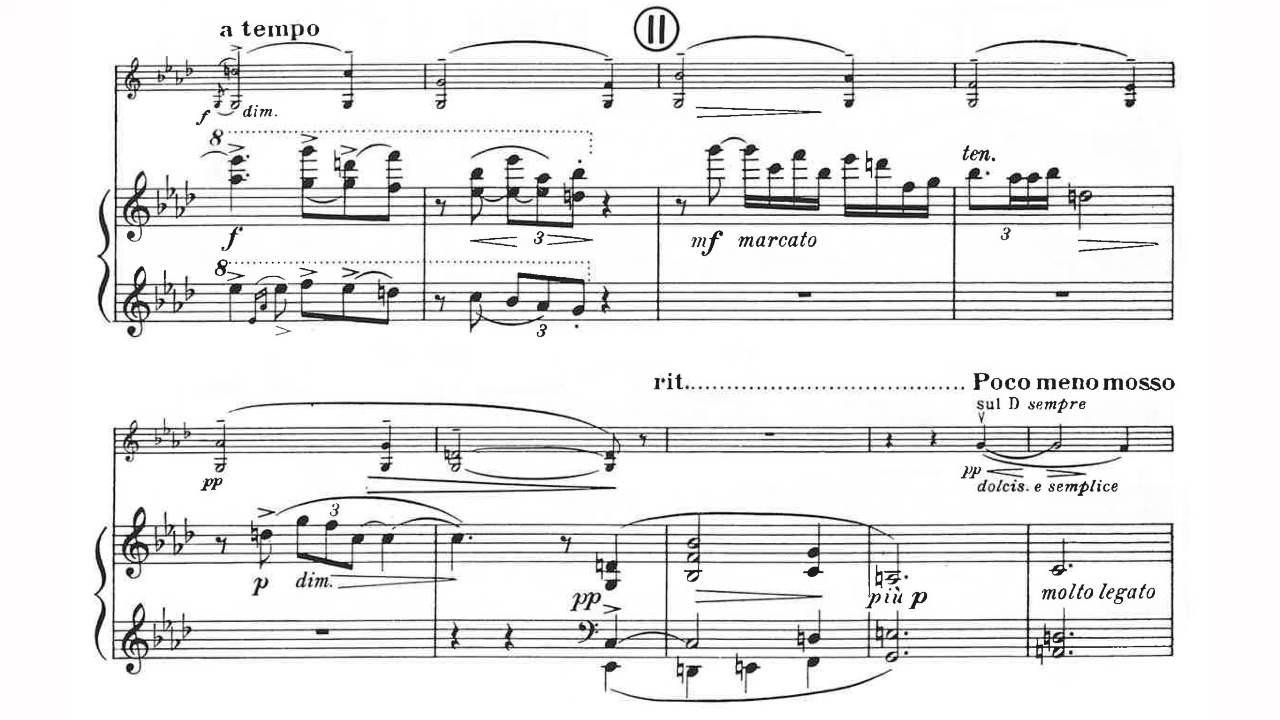 a tempo
11
f dim.
8
f
3
mf marcato
ten.
3
8
3
rit. Poco meno mosso
sul D sempre
pp
pp
dolcis. e semplice
3
p dim.
pp
più p
molto legato